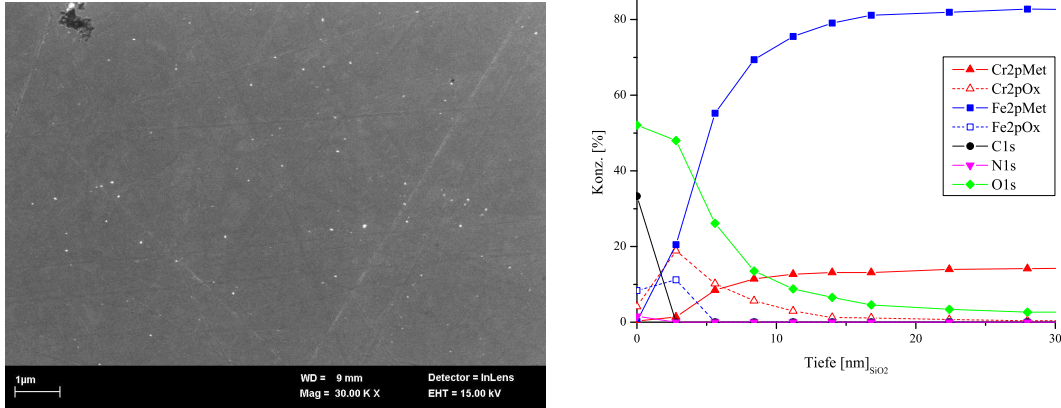 1µm
WD = 9 mm
Mag = 30.00 K X
Detector = InLens
EHT = 15.00 kV
80
60
40
20
0
Konz. [%]
Cr2pMet
Cr2pOx
Fe2pMet
Fe2pOx
C1s
N1s
O1s
0 10 20 30
Tiefe [nm]SiO2